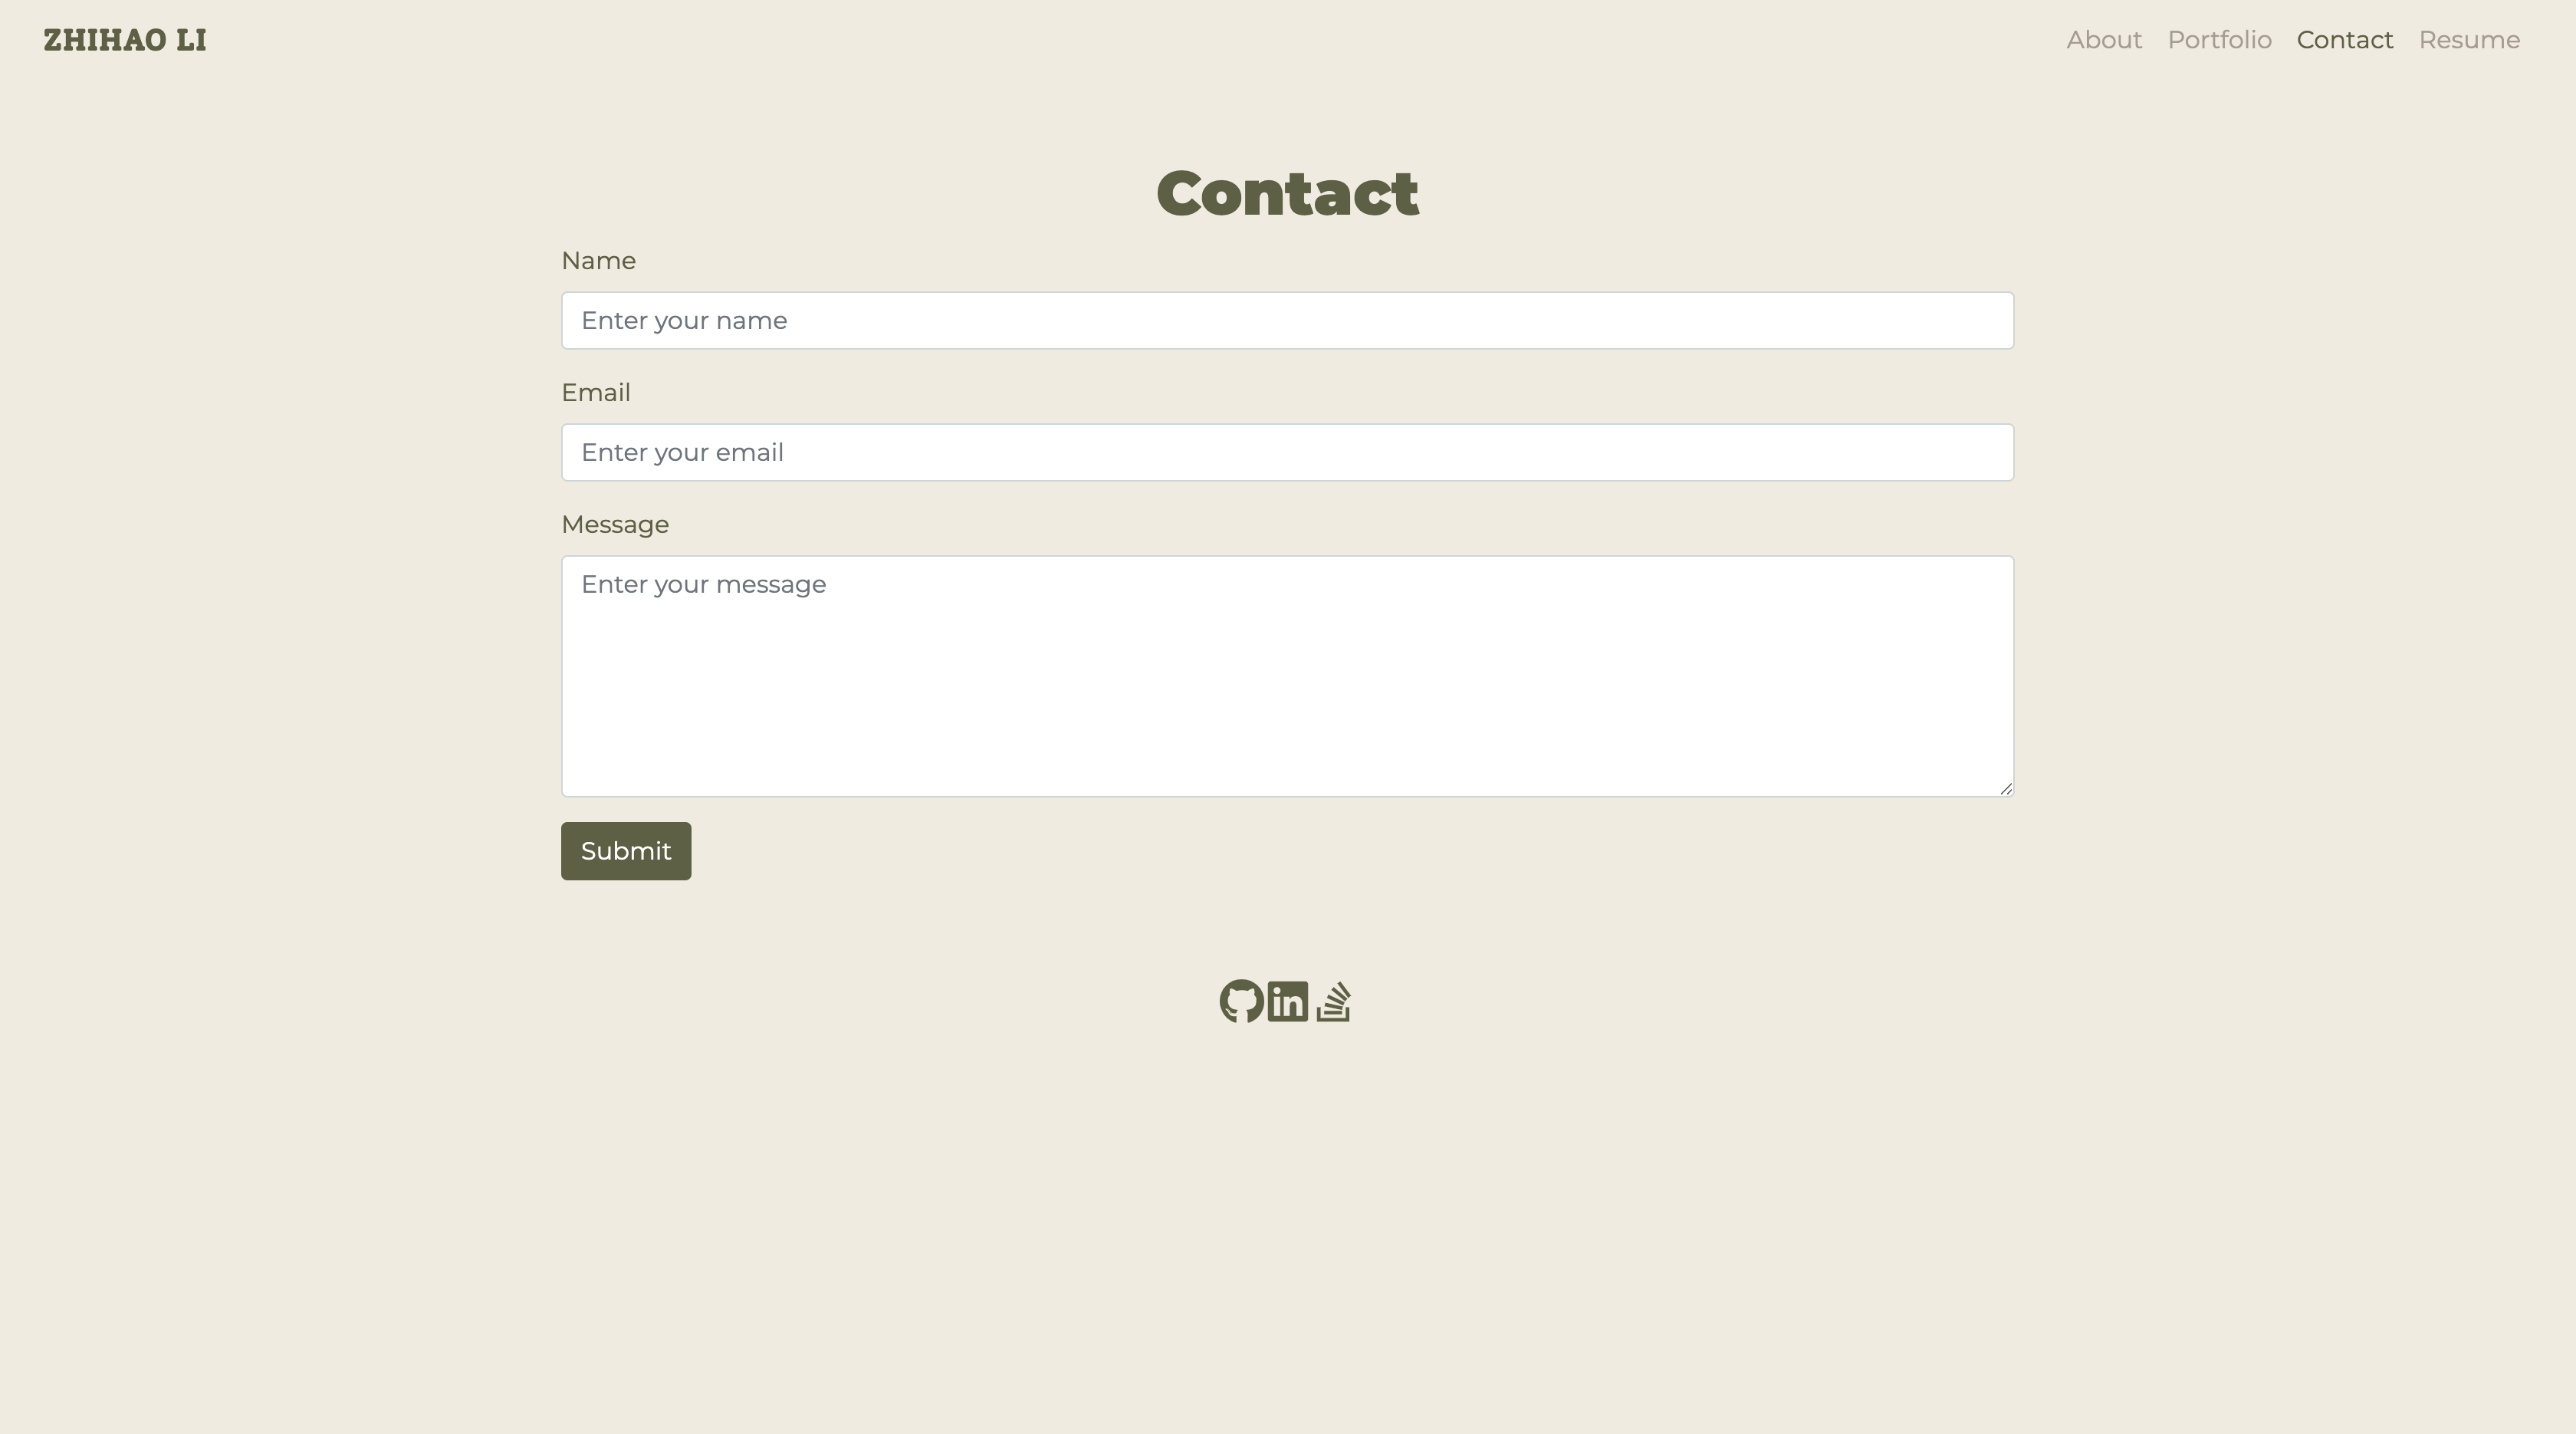 ZHIHAO LI
About Portfolio Contact Resume
Contact
Name
Enter your name
Email
Enter your email
Message
Enter your message
Submit
in